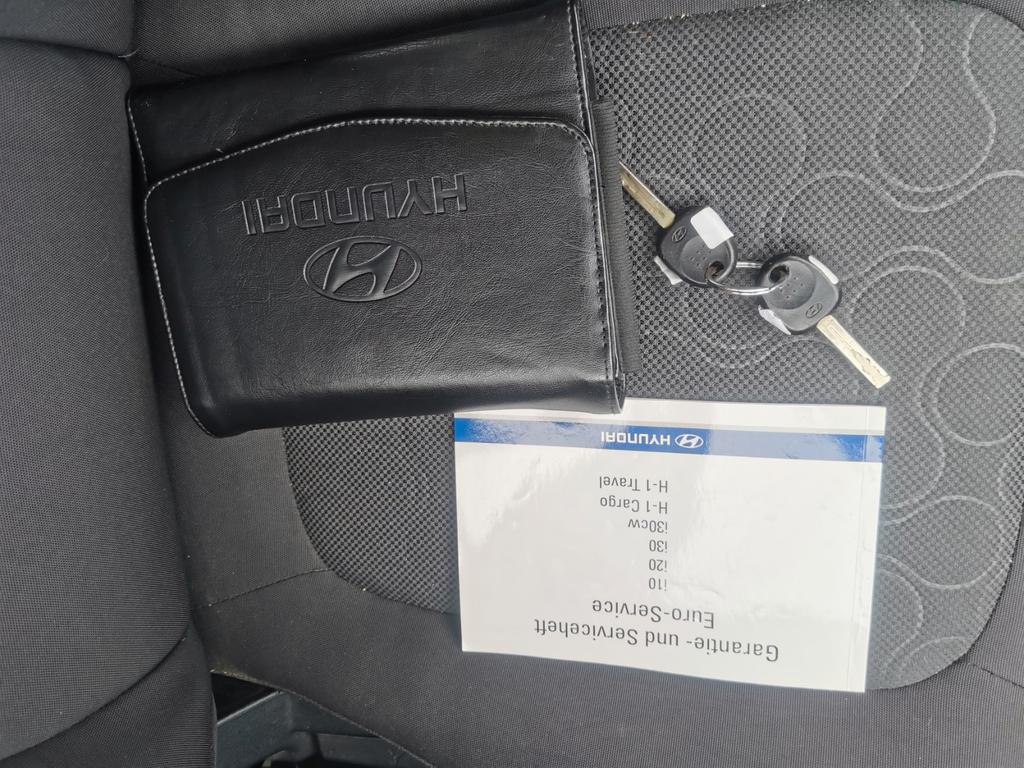 HYUNDAI
Garantie- und Serviceheft
Euro-Service
i10
i20
i30
i30cw
H-1 Cargo
H-1 Travel
HYUNDAI